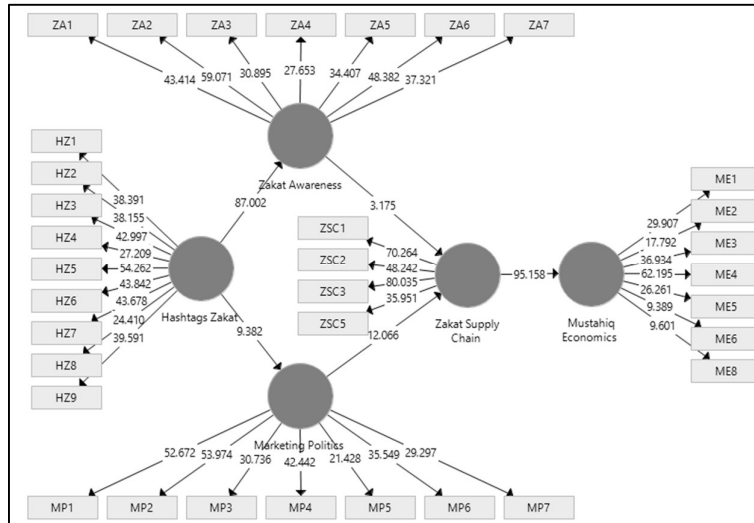 ZA1 ZA2 ZA3 ZA4 ZA5 ZA6 ZA7
43.414 59.071 30.895 27.653 34.407 48.382 37.321
Zakat Awareness
HZ1
HZ2
HZ3
HZ4
HZ5
HZ6
HZ7
HZ8
HZ9
38.391
38.155
42.997
27.209
54.262
43.842
43.678
24.410
39.591
Hashtags Zakat
87.002
9.382
3.175
12.066
ZSC1
ZSC2
ZSC3
ZSC5
70.264
48.242
80.035
35.951
Zakat Supply
Chain
95.158
Mustahiq
Economics
29.907
17.792
36.934
62.195
26.261
9.389
9.601
ME1
ME2
ME3
ME4
ME5
ME6
ME8
Marketing Politics
52.672 53.974 30.736 42.442 21.428 35.549 29.297
MP1 MP2 MP3 MP4 MP5 MP6 MP7